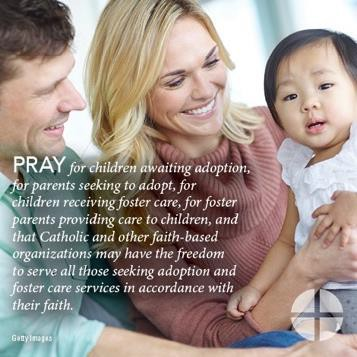 PRAY for children awaiting adoption,
for parents seeking to adopt, for
children receiving foster care, for foster
parents providing care to children, and
that Catholic and other faith-based
organizations may have the freedom
to serve all those seeking adoption and
foster care services in accordance with
their faith.
Getty Images